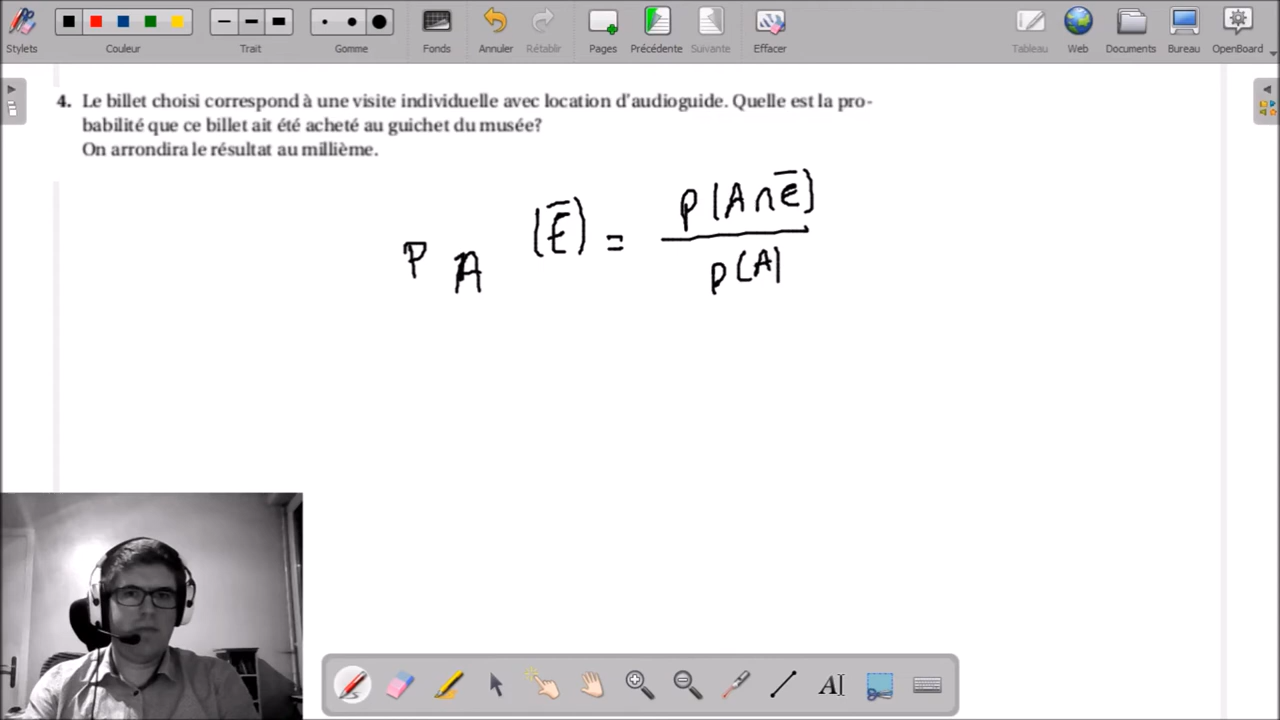 Stylets Couleur Trait Gomme Fonds Annuler Rétablir Pages Précédente Suivante Effacer Tableau Web Documents Bureau OpenBoard
4. Le billet choisi correspond à une visite individuelle avec location d'audioguide. Quelle est la pro-
babilité que ce billet ait été acheté au guichet du musée?
On arrondira le résultat au millième.
P(A∩E̅)
P A (E̅) =
P(A)
AI